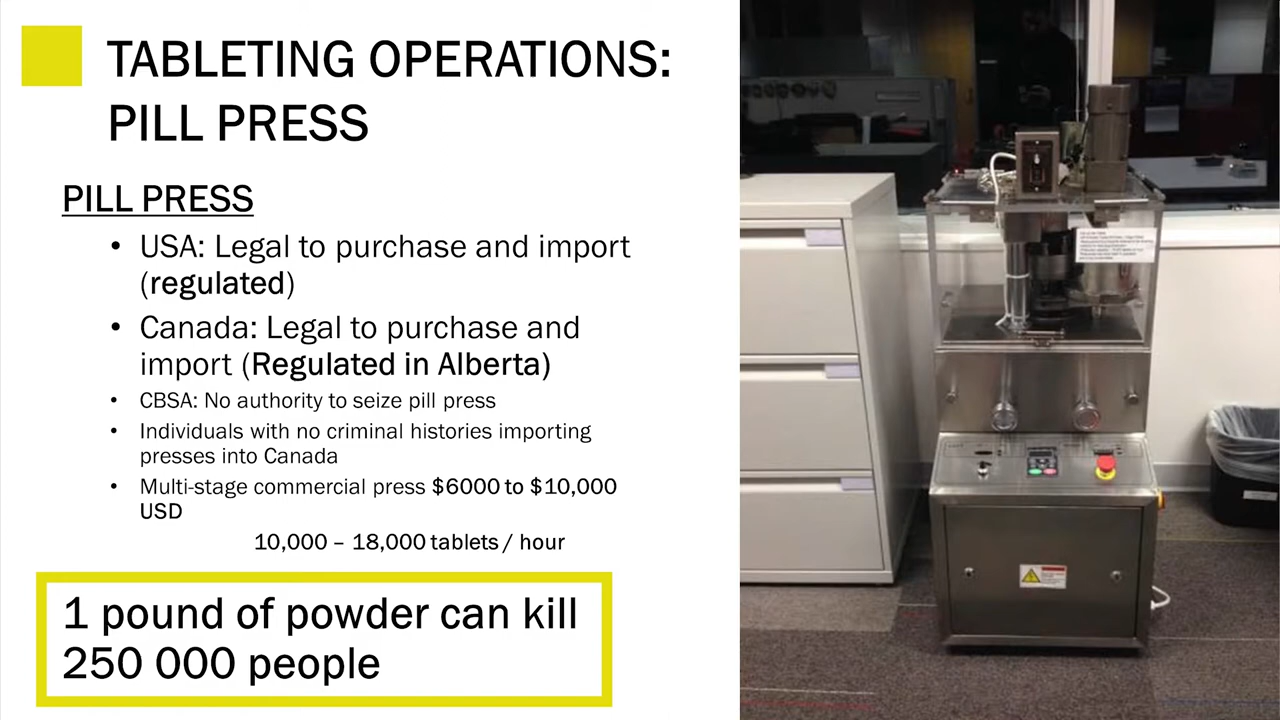 TABLETING OPERATIONS:
PILL PRESS
PILL PRESS
• USA: Legal to purchase and import
(regulated)
• Canada: Legal to purchase and
import (Regulated in Alberta)
• CBSA: No authority to seize pill press
• Individuals with no criminal histories importing
presses into Canada
• Multi-stage commercial press $6000 to $10,000
USD
10,000 – 18,000 tablets / hour
1 pound of powder can kill
250 000 people